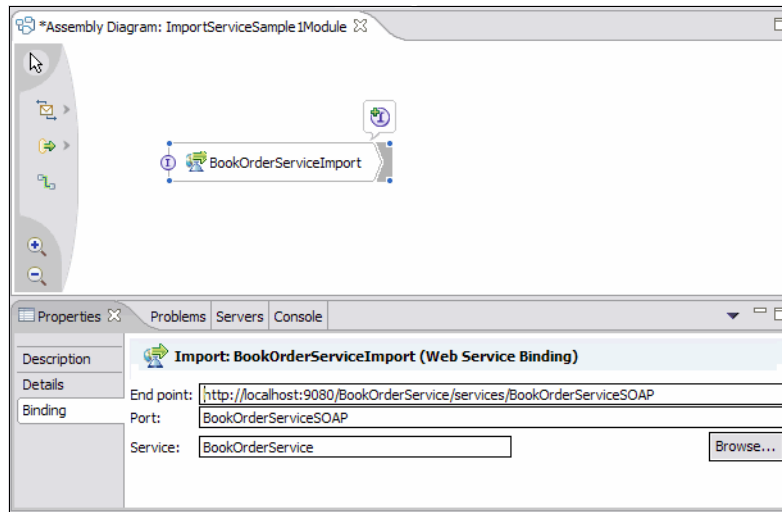 *Assembly Diagram: ImportServiceSample1Module
I
I BookOrderServiceImport
Properties Problems Servers Console
Description
Details
Binding
Import: BookOrderServiceImport (Web Service Binding)
End point: http://localhost:9080/BookOrderService/services/BookOrderServiceSOAP
Port: BookOrderServiceSOAP
Service: BookOrderService Browse...